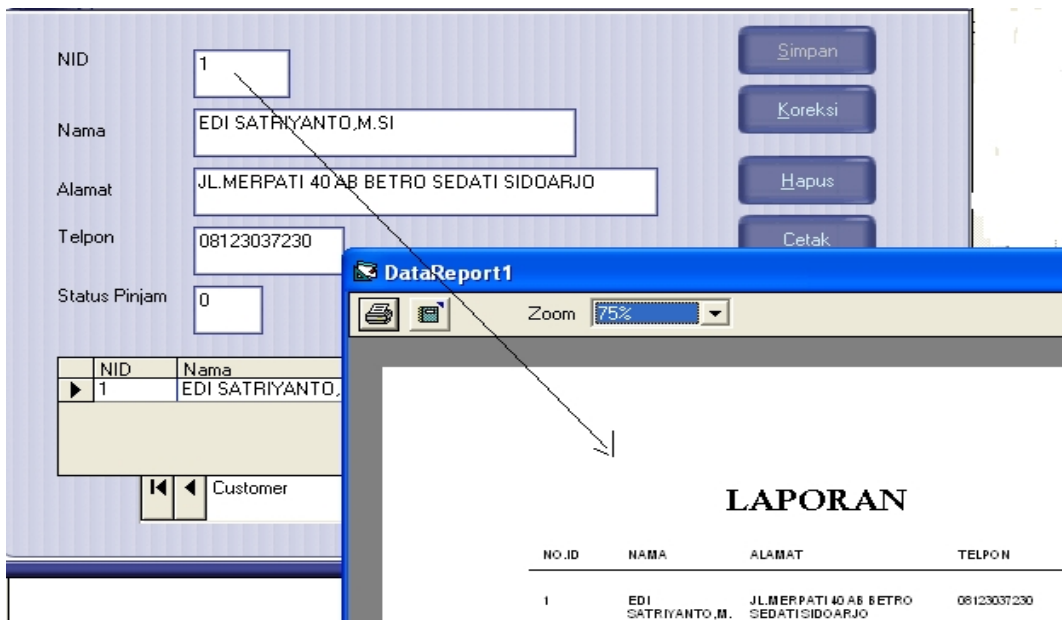 NID
1
Simpan
Nama
EDI SATRIYANTO,M.SI
Koreksi
Alamat
JL.MERPATI 40 AB BETRO SEDATI SIDOARJO
Hapus
Telpon
08123037230
Cetak
Status Pinjam
0
NID Nama
1 EDI SATRIYANTO,
Customer
DataReport1
Zoom 75%
LAPORAN
NO.ID NAMA ALAMAT TELPON
1 EDI JL.MERPATI 40 AB BETRO 08123037230
SATRIYANTO,M. SEDATI SIDOARJO